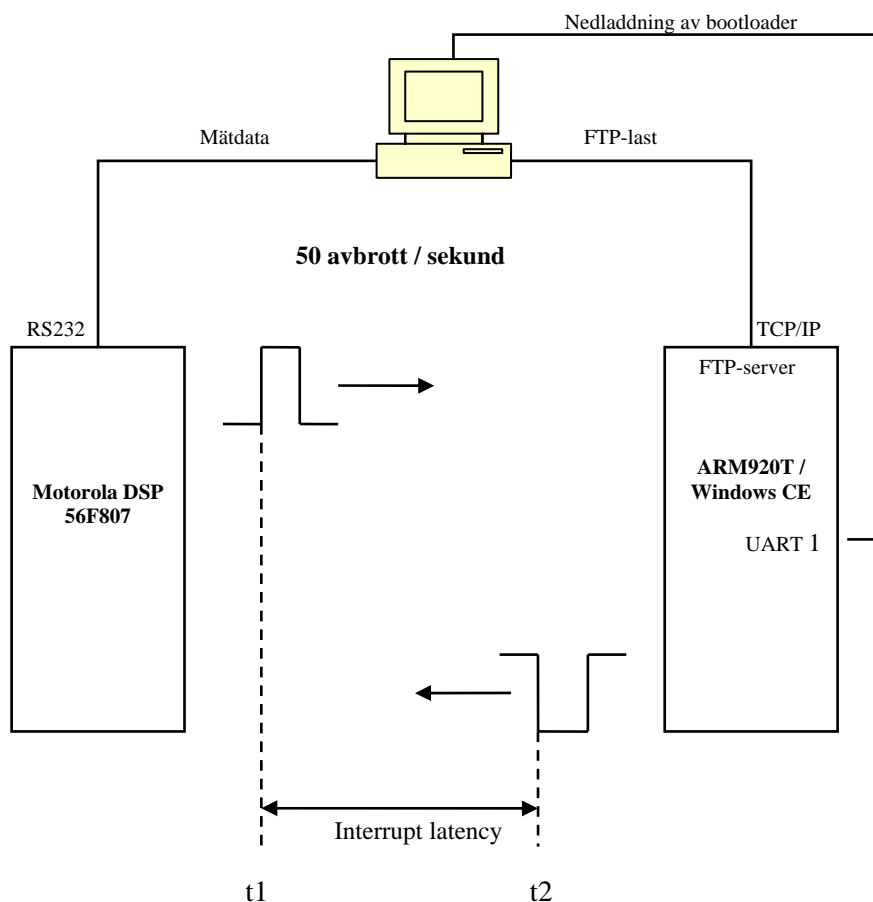 Nedladdning av bootloader
Mätdata
FTP-last
50 avbrott / sekund
RS232
TCP/IP
FTP-server
Motorola DSP
56F807
ARM920T /
Windows CE
UART 1
Interrupt latency
t1
t2